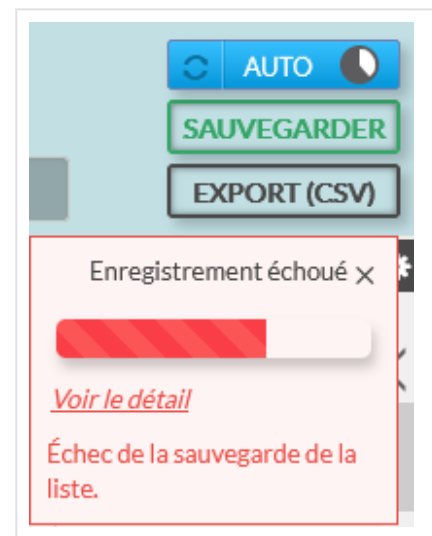 AUTO
SAUVEGARDER
EXPORT (CSV)
Enregistrement échoué ×
Voir le détail
Échec de la sauvegarde de la
liste.